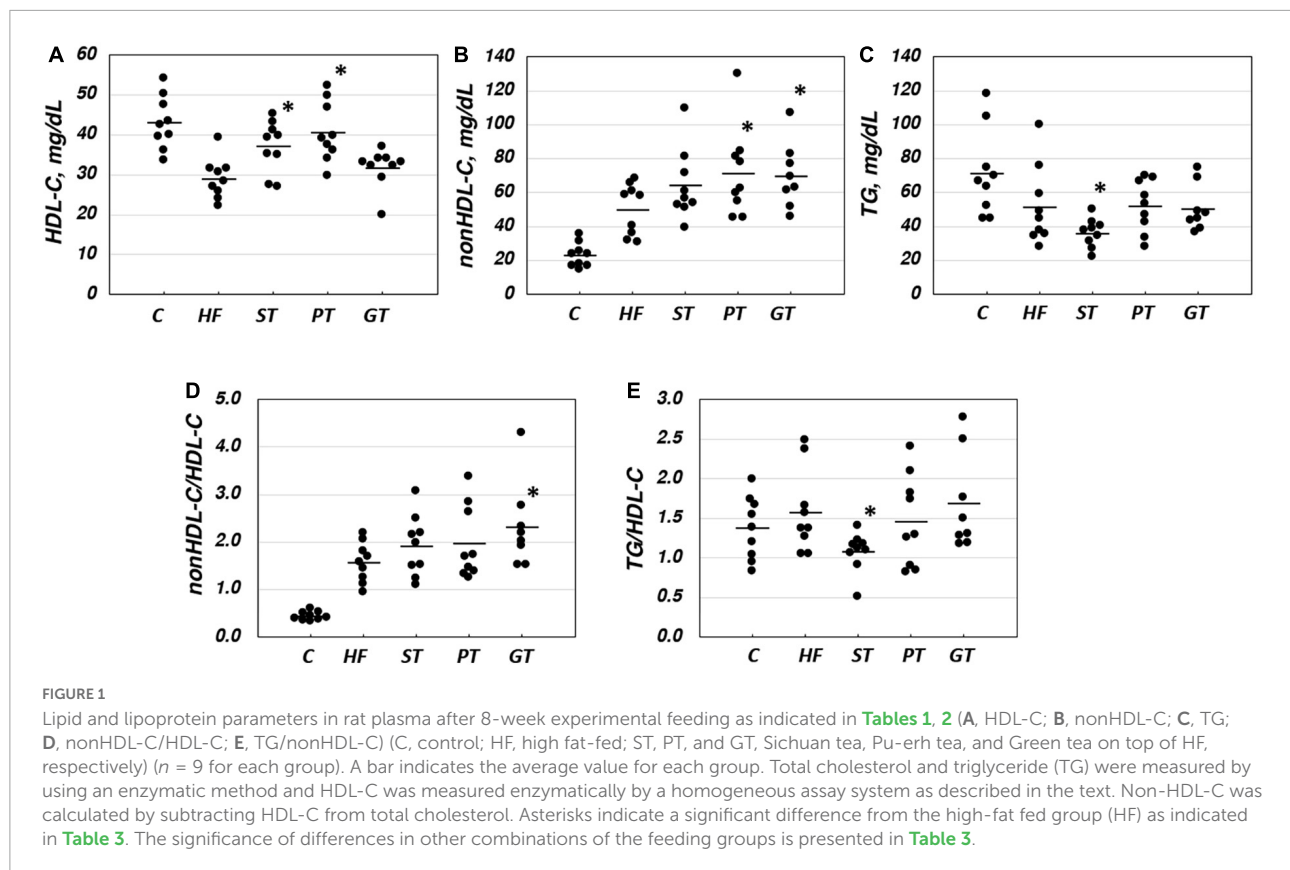 A
HDL-C, mg/dL
60
50
40
30
20
10
0
*
*
C HF ST PT GT
B
nonHDL-C, mg/dL
140
120
100
80
60
40
20
0
*
*
C HF ST PT GT
C
TG, mg/dL
140
120
100
80
60
40
20
0
*
C HF ST PT GT
D
nonHDL-C/HDL-C
5.0
4.0
3.0
2.0
1.0
0.0
*
C HF ST PT GT
E
TG/HDL-C
3.0
2.5
2.0
1.5
1.0
0.5
0.0
*
C HF ST PT GT
FIGURE 1
Lipid and lipoprotein parameters in rat plasma after 8-week experimental feeding as indicated in Tables 1, 2 (A, HDL-C; B, nonHDL-C; C, TG;
D, nonHDL-C/HDL-C; E, TG/nonHDL-C) (C, control; HF, high fat-fed; ST, PT, and GT, Sichuan tea, Pu-erh tea, and Green tea on top of HF,
respectively) (n = 9 for each group). A bar indicates the average value for each group. Total cholesterol and triglyceride (TG) were measured by
using an enzymatic method and HDL-C was measured enzymatically by a homogeneous assay system as described in the text. Non-HDL-C was
calculated by subtracting HDL-C from total cholesterol. Asterisks indicate a significant difference from the high-fat fed group (HF) as indicated
in Table 3. The significance of differences in other combinations of the feeding groups is presented in Table 3.